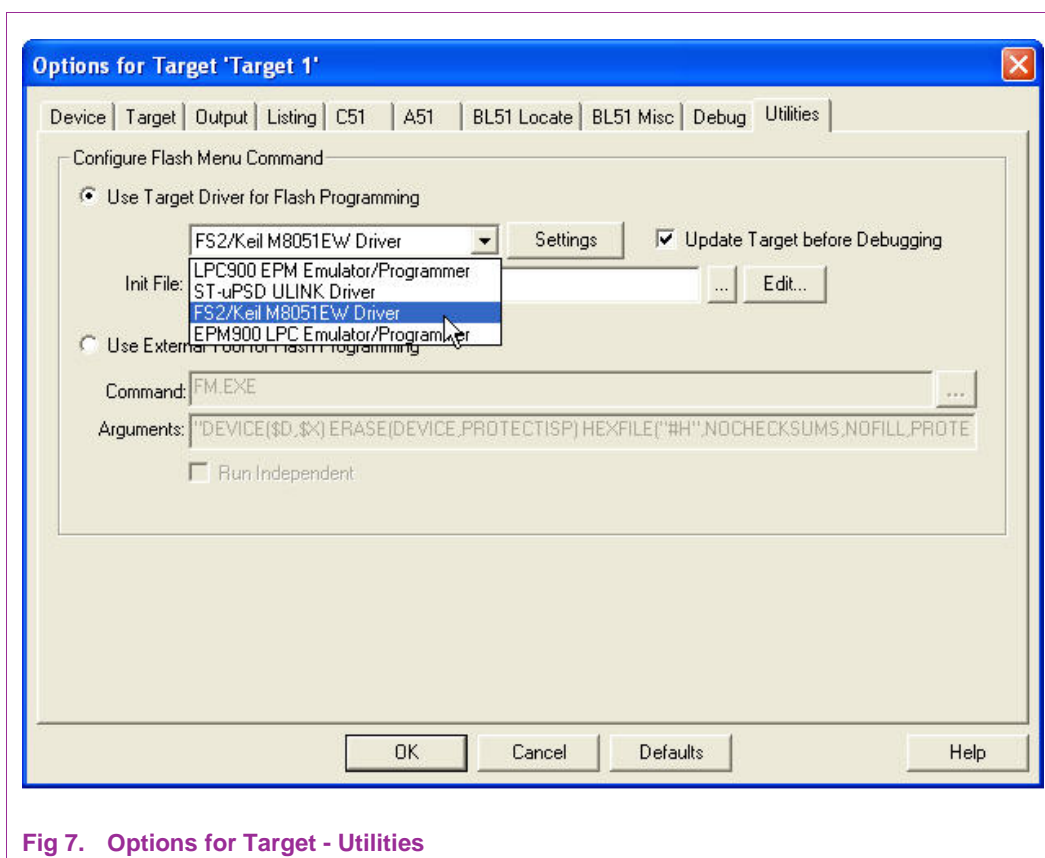 Options for Target 'Target 1'
Device Target Output Listing C51 A51 BL51 Locate BL51 Misc Debug Utilities
Configure Flash Menu Command
Use Target Driver for Flash Programming
FS2/Keil M8051EW Driver Settings Update Target before Debugging
LPC900 EPM Emulator/Programmer
Init File: ... Edit...
ST-uPSD ULINK Driver
FS2/Keil M8051EW Driver
EPM900 LPC Emulator/Programmer
Use External Tool for Flash Programming
Command: FM.EXE ...
Arguments: "DEVICE($D,$X) ERASE(DEVICE,PROTECTISP) HEXFILE("#H",NOCHECKSUMS,NOFILL,PROTE
Run Independent
OK Cancel Defaults Help
Fig 7. Options for Target - Utilities